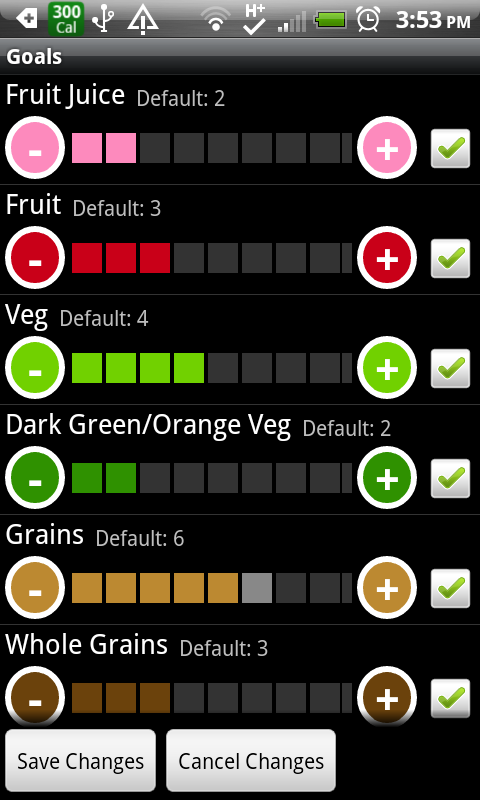 300 Cal H+ 3:53 PM
Goals
Fruit Juice Default: 2
- +
Fruit Default: 3
- +
Veg Default: 4
- +
Dark Green/Orange Veg Default: 2
- +
Grains Default: 6
- +
Whole Grains Default: 3
- +
Save Changes Cancel Changes